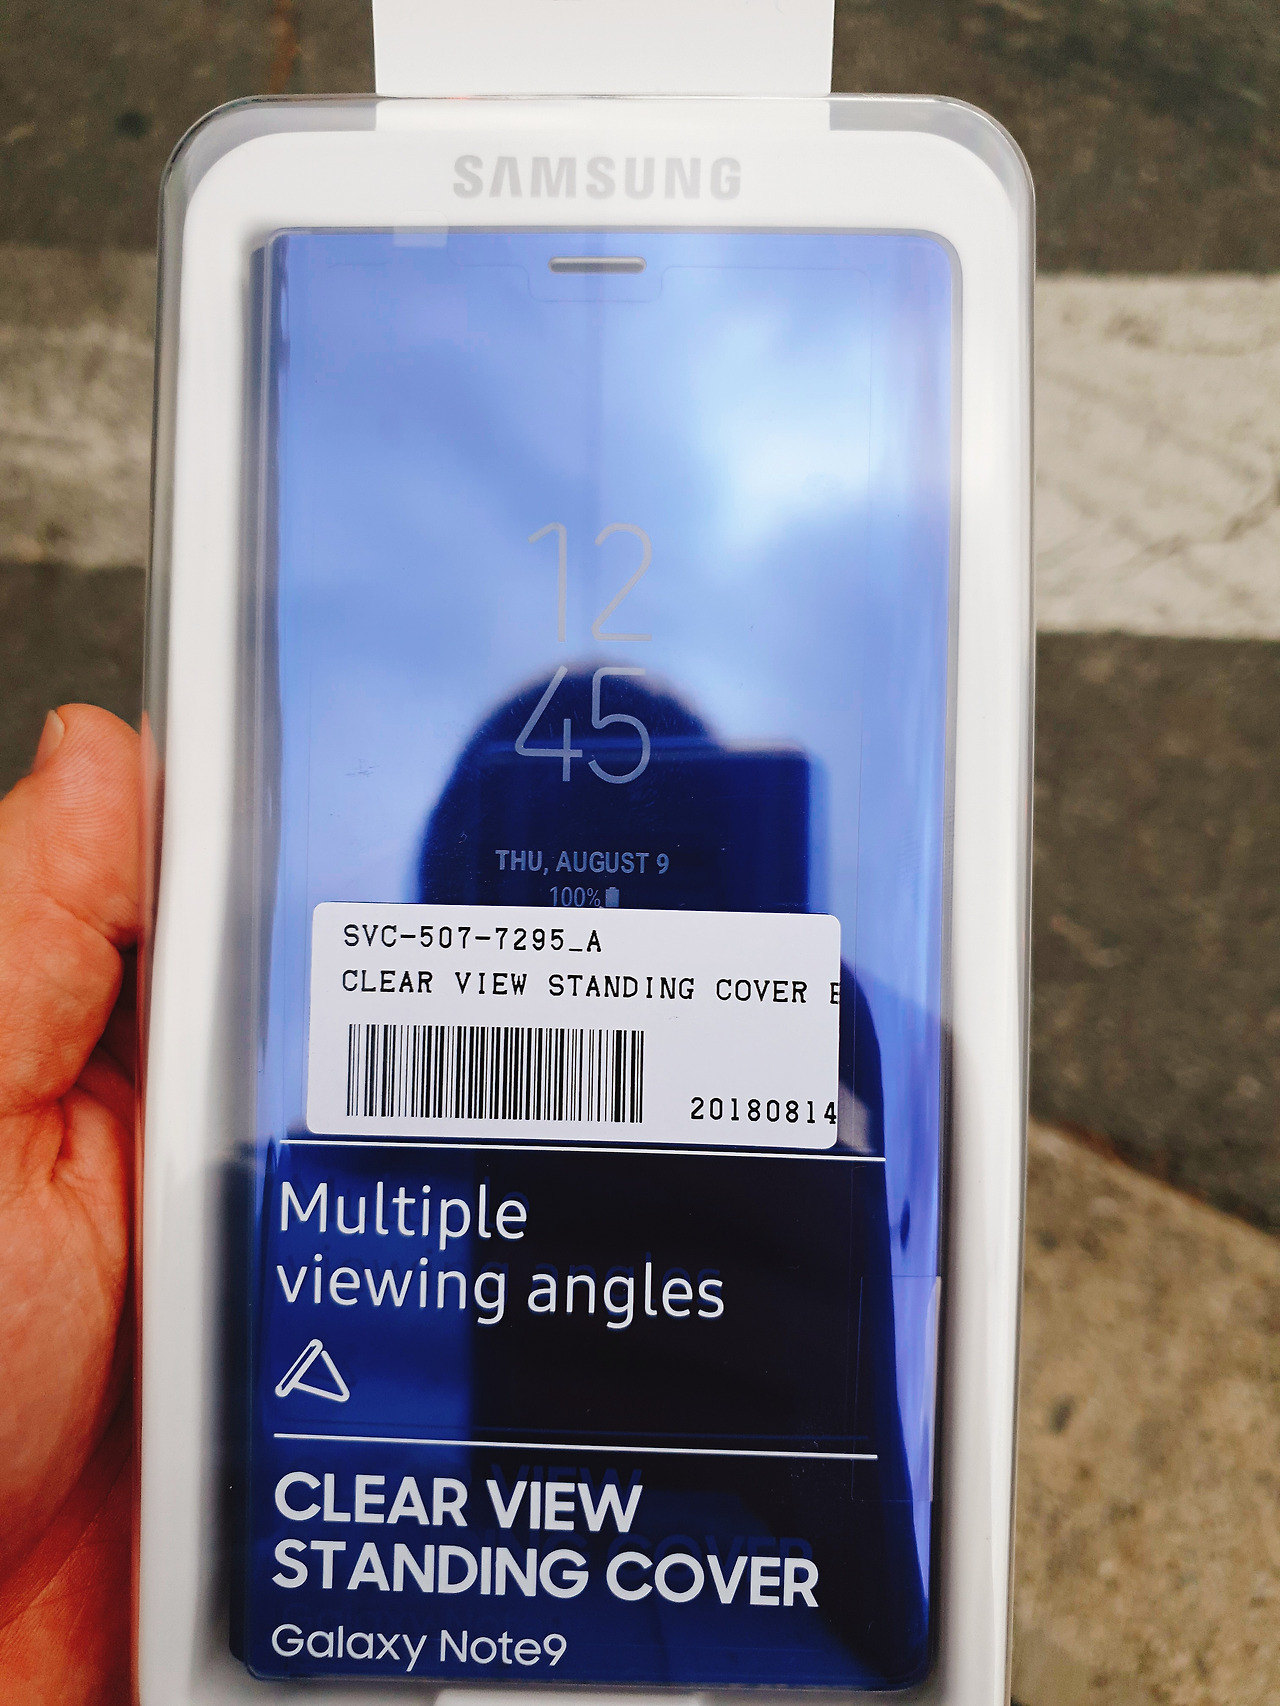 SAMSUNG
12
45
THU, AUGUST 9
100%
SVC-507-7295_A
CLEAR VIEW STANDING COVER
20180814
Multiple
viewing angles
CLEAR VIEW
STANDING COVER
Galaxy Note9